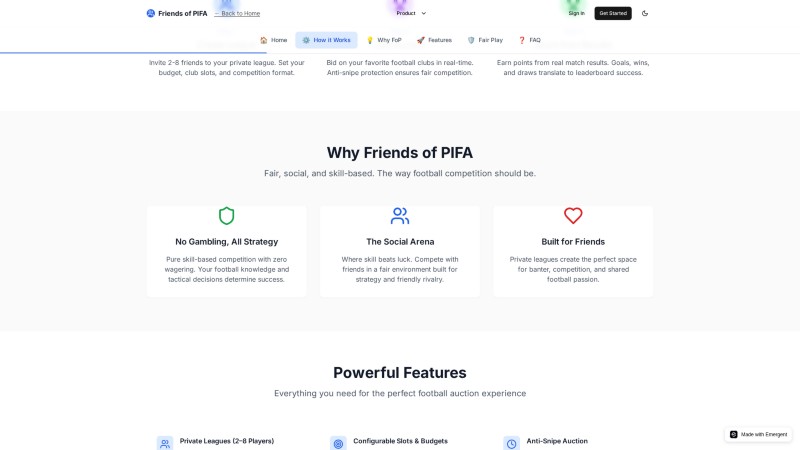 Friends of PIFA
← Back to Home
Product
Sign In
Get Started
Home
How it Works
Why FoP
Features
Fair Play
FAQ
Invite 2-8 friends to your private league. Set your
budget, club slots, and competition format.
Bid on your favorite football clubs in real-time.
Anti-snipe protection ensures fair competition.
Earn points from real match results. Goals, wins,
and draws translate to leaderboard success.
Why Friends of PIFA
Fair, social, and skill-based. The way football competition should be.
No Gambling, All Strategy
Pure skill-based competition with zero
wagering. Your football knowledge and
tactical decisions determine success.
The Social Arena
Where skill beats luck. Compete with
friends in a fair environment built for
strategy and friendly rivalry.
Built for Friends
Private leagues create the perfect space
for banter, competition, and shared
football passion.
Powerful Features
Everything you need for the perfect football auction experience
Private Leagues (2–8 Players)
Configurable Slots & Budgets
Anti-Snipe Auction
Made with Emergent